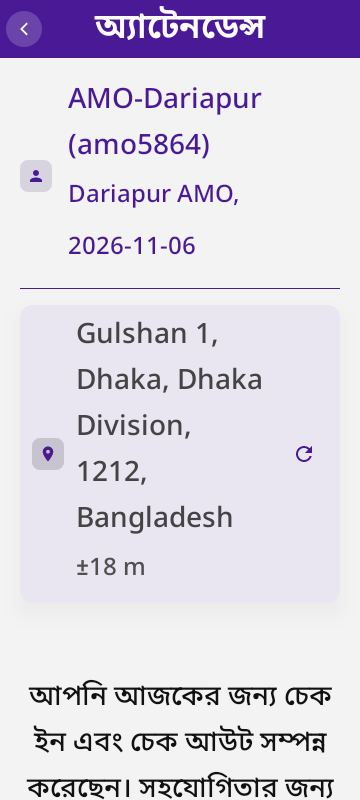 অ্যাটেনডেন্স
AMO-Dariapur
(amo5864)
Dariapur AMO,
2026-11-06
Gulshan 1,
Dhaka, Dhaka
Division,
1212,
Bangladesh
±18 m
আপনি আজকের জন্য চেক
ইন এবং চেক আউট সম্পন্ন
করেছেন। সহযোগিতার জন্য